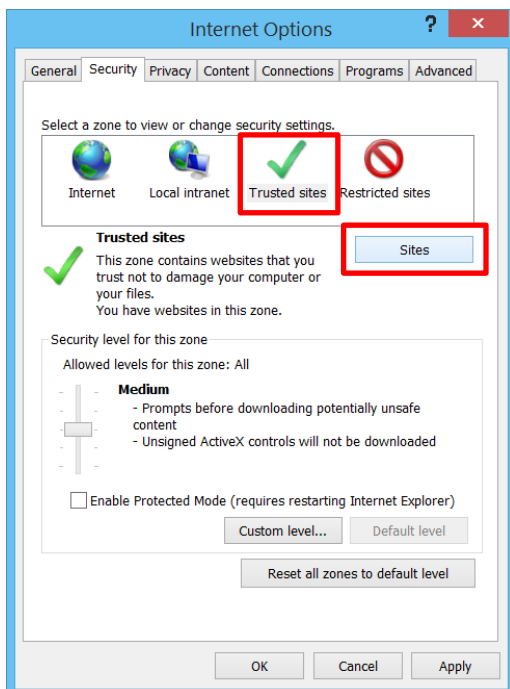 Internet Options
? ×
General Security Privacy Content Connections Programs Advanced
Select a zone to view or change security settings.
Internet Local intranet Trusted sites Restricted sites
Trusted sites
Sites
This zone contains websites that you
trust not to damage your computer or
your files.
You have websites in this zone.
Security level for this zone
Allowed levels for this zone: All
Medium
- Prompts before downloading potentially unsafe
content
- Unsigned ActiveX controls will not be downloaded
Enable Protected Mode (requires restarting Internet Explorer)
Custom level... Default level
Reset all zones to default level
OK Cancel Apply